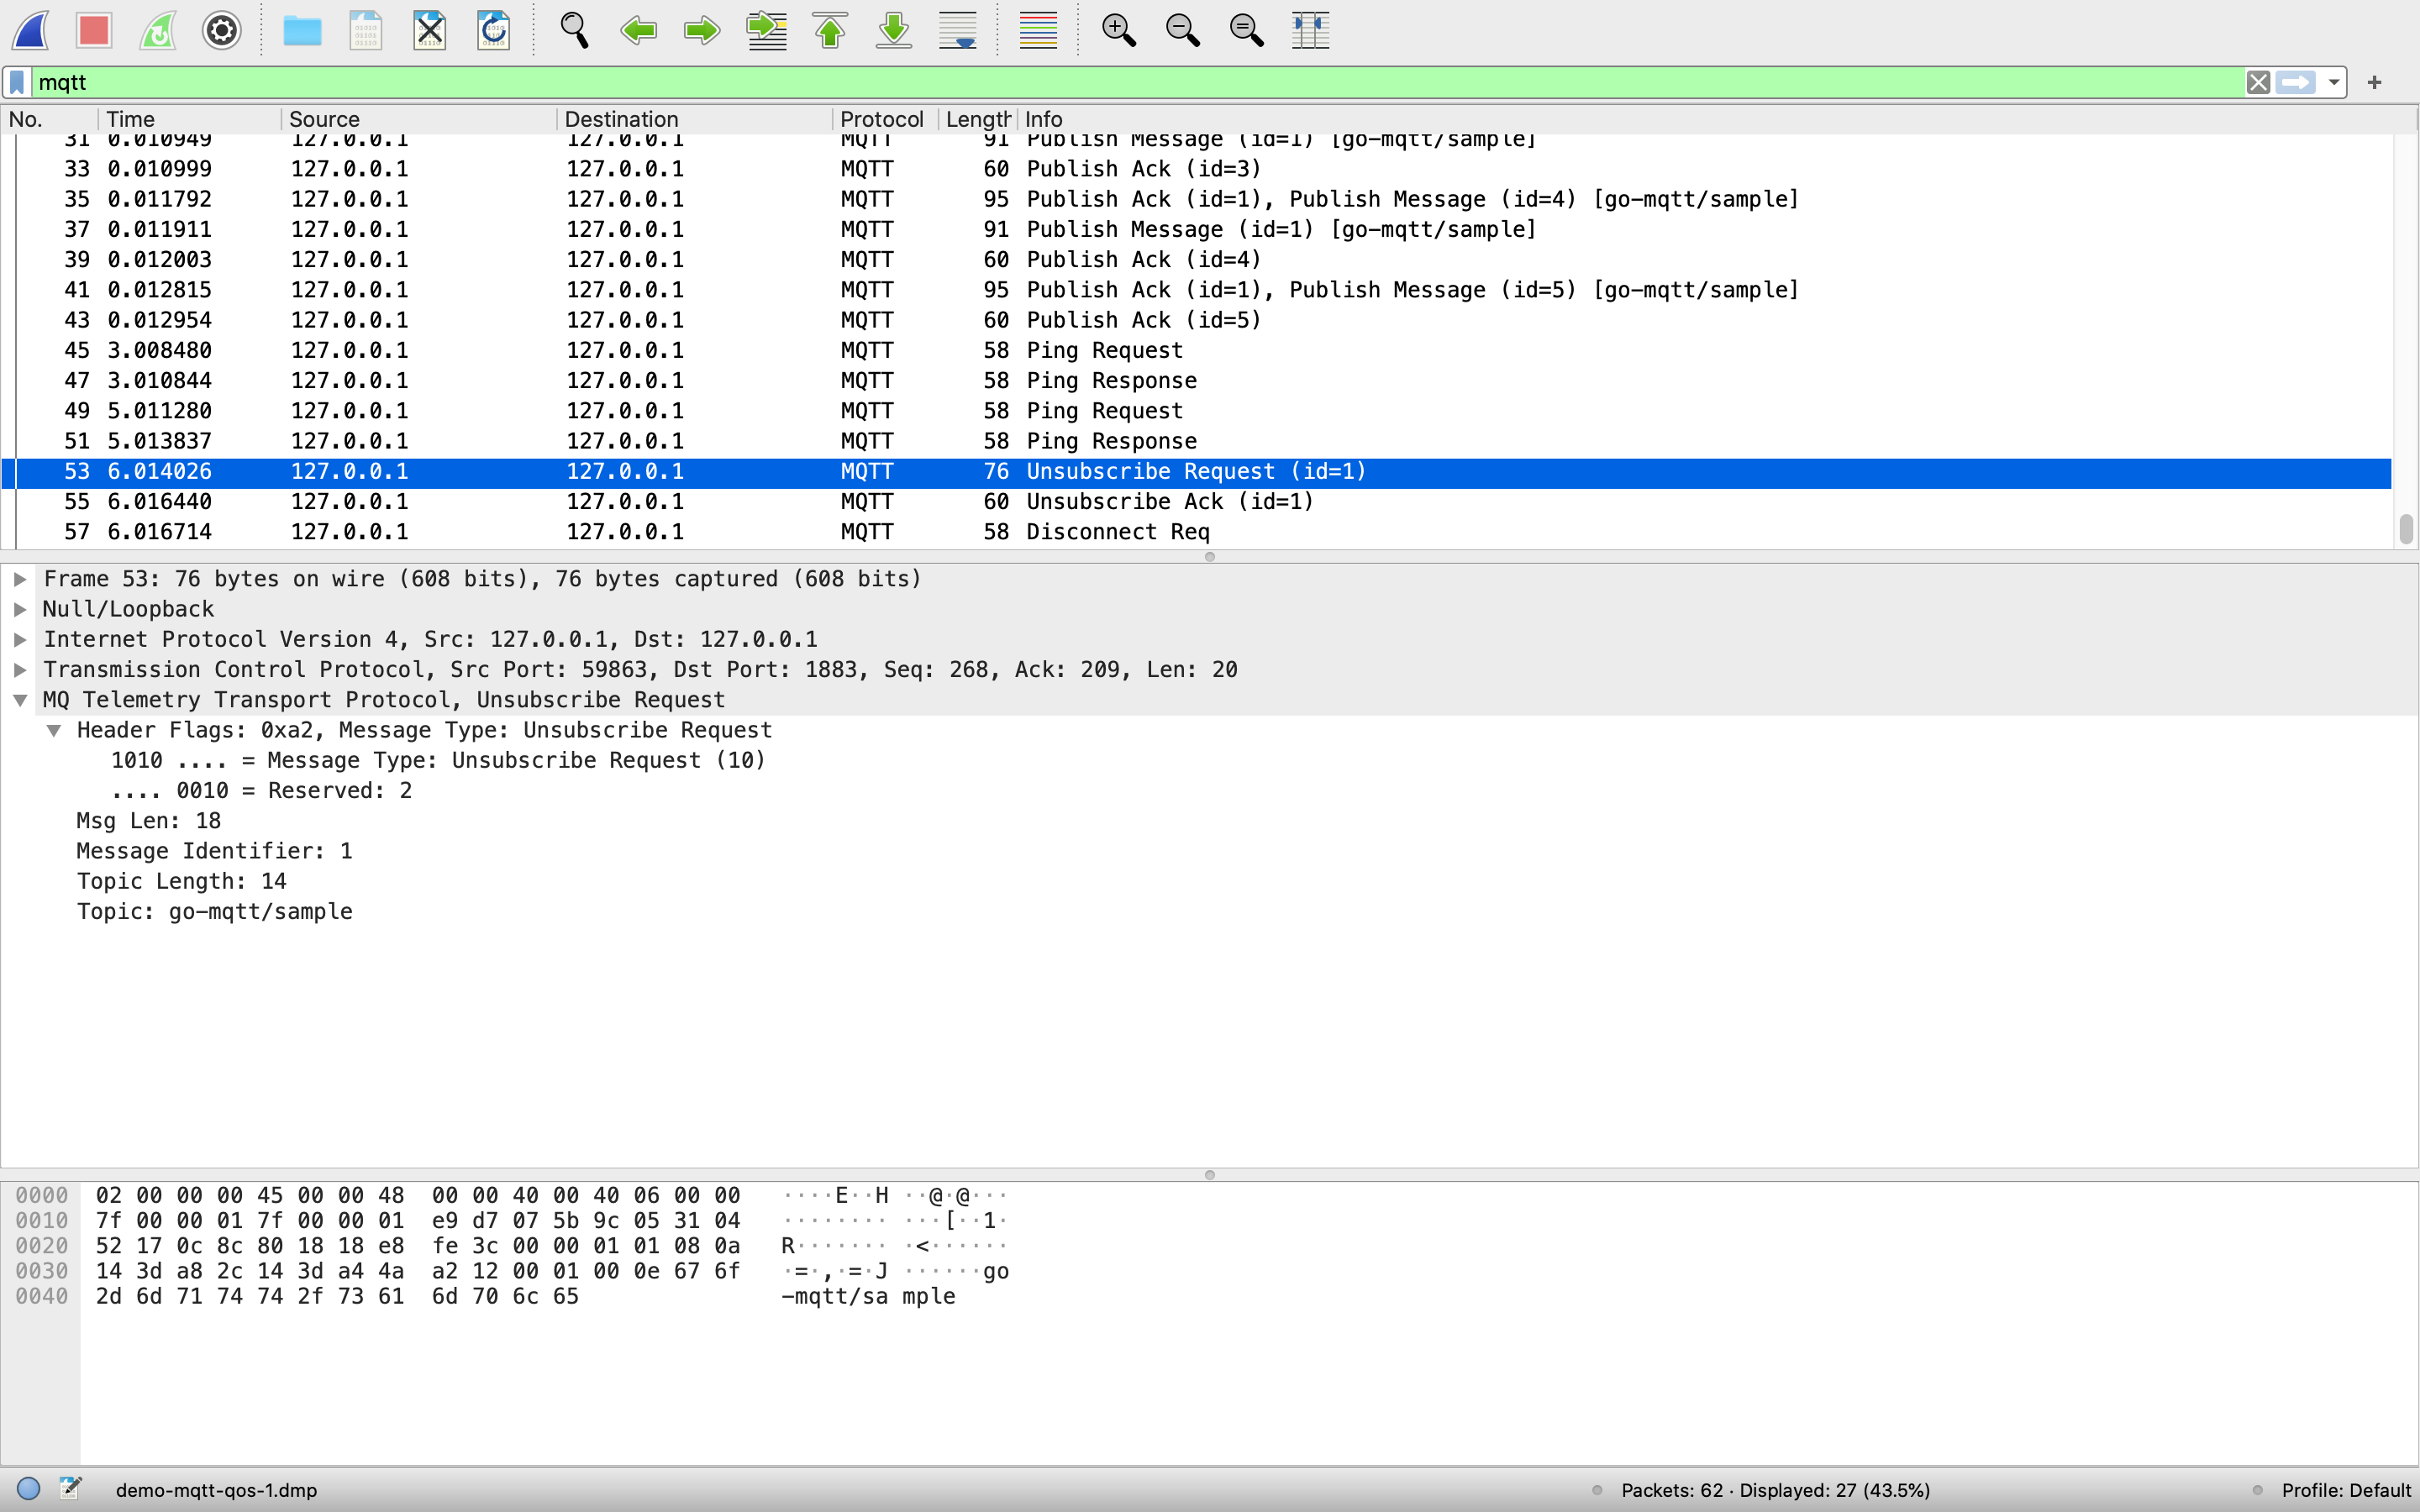 mqtt
No. Time Source Destination Protocol Length Info
31 0.010949 127.0.0.1 127.0.0.1 MQTT 91 Publish Message (id=1) [go-mqtt/sample]
33 0.010999 127.0.0.1 127.0.0.1 MQTT 60 Publish Ack (id=3)
35 0.011792 127.0.0.1 127.0.0.1 MQTT 95 Publish Ack (id=1), Publish Message (id=4) [go-mqtt/sample]
37 0.011911 127.0.0.1 127.0.0.1 MQTT 91 Publish Message (id=1) [go-mqtt/sample]
39 0.012003 127.0.0.1 127.0.0.1 MQTT 60 Publish Ack (id=4)
41 0.012815 127.0.0.1 127.0.0.1 MQTT 95 Publish Ack (id=1), Publish Message (id=5) [go-mqtt/sample]
43 0.012954 127.0.0.1 127.0.0.1 MQTT 60 Publish Ack (id=5)
45 3.008480 127.0.0.1 127.0.0.1 MQTT 58 Ping Request
47 3.010844 127.0.0.1 127.0.0.1 MQTT 58 Ping Response
49 5.011280 127.0.0.1 127.0.0.1 MQTT 58 Ping Request
51 5.013837 127.0.0.1 127.0.0.1 MQTT 58 Ping Response
53 6.014026 127.0.0.1 127.0.0.1 MQTT 76 Unsubscribe Request (id=1)
55 6.016440 127.0.0.1 127.0.0.1 MQTT 60 Unsubscribe Ack (id=1)
57 6.016714 127.0.0.1 127.0.0.1 MQTT 58 Disconnect Req
Frame 53: 76 bytes on wire (608 bits), 76 bytes captured (608 bits)
Null/Loopback
Internet Protocol Version 4, Src: 127.0.0.1, Dst: 127.0.0.1
Transmission Control Protocol, Src Port: 59863, Dst Port: 1883, Seq: 268, Ack: 209, Len: 20
MQ Telemetry Transport Protocol, Unsubscribe Request
Header Flags: 0xa2, Message Type: Unsubscribe Request
1010 .... = Message Type: Unsubscribe Request (10)
.... 0010 = Reserved: 2
Msg Len: 18
Message Identifier: 1
Topic Length: 14
Topic: go-mqtt/sample
0000 02 00 00 00 45 00 00 48 00 00 40 00 40 06 00 00 ····E··H ··@·@···
0010 7f 00 00 01 7f 00 00 01 e9 d7 07 5b 9c 05 31 04 ········ ···[··1·
0020 52 17 0c 8c 80 18 18 e8 fe 3c 00 00 01 01 08 0a R······· ·<······
0030 14 3d a8 2c 14 3d a4 4a a2 12 00 01 00 0e 67 6f ·=·,·=·J ······go
0040 2d 6d 71 74 74 2f 73 61 6d 70 6c 65 -mqtt/sa mple
demo-mqtt-qos-1.dmp Packets: 62 · Displayed: 27 (43.5%) Profile: Default